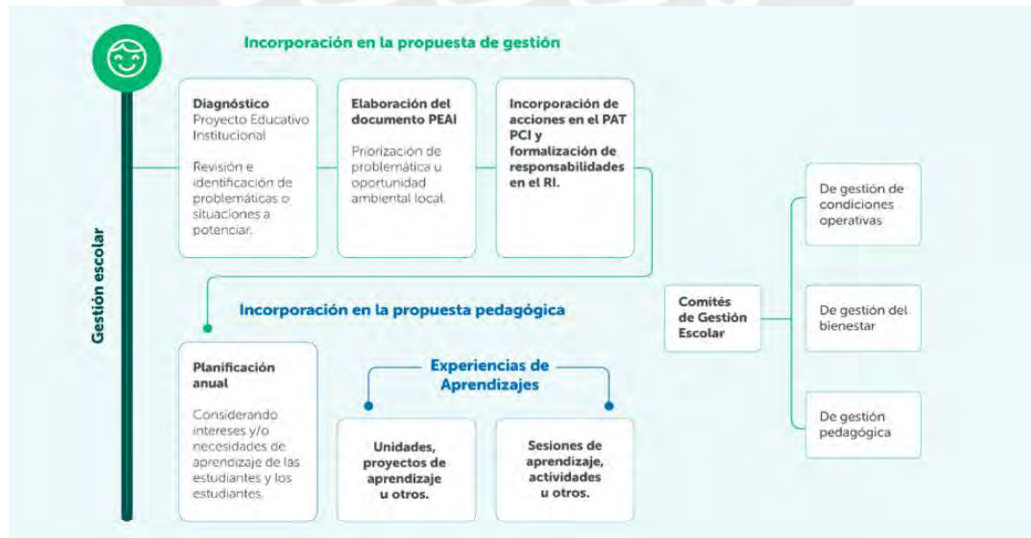 Incorporación en la propuesta de gestión
Gestión escolar
Diagnóstico
Proyecto Educativo
Institucional
Revisión e
identificación de
problemáticas o
situaciones a
potenciar.
Elaboración del
documento PEAI
Priorización de
problemática u
oportunidad
ambiental local.
Incorporación de
acciones en el PAT
PCI y
formalización de
responsabilidades
en el RI.
Incorporación en la propuesta pedagógica
Planificación
anual
Considerando
intereses y/o
necesidades de
aprendizaje de las
estudiantes y los
estudiantes.
Experiencias de
Aprendizajes
Unidades,
proyectos de
aprendizaje
u otros.
Sesiones de
aprendizaje,
actividades
u otros.
Comités
de Gestión
Escolar
De gestión de
condiciones
operativas
De gestión del
bienestar
De gestión
pedagógica